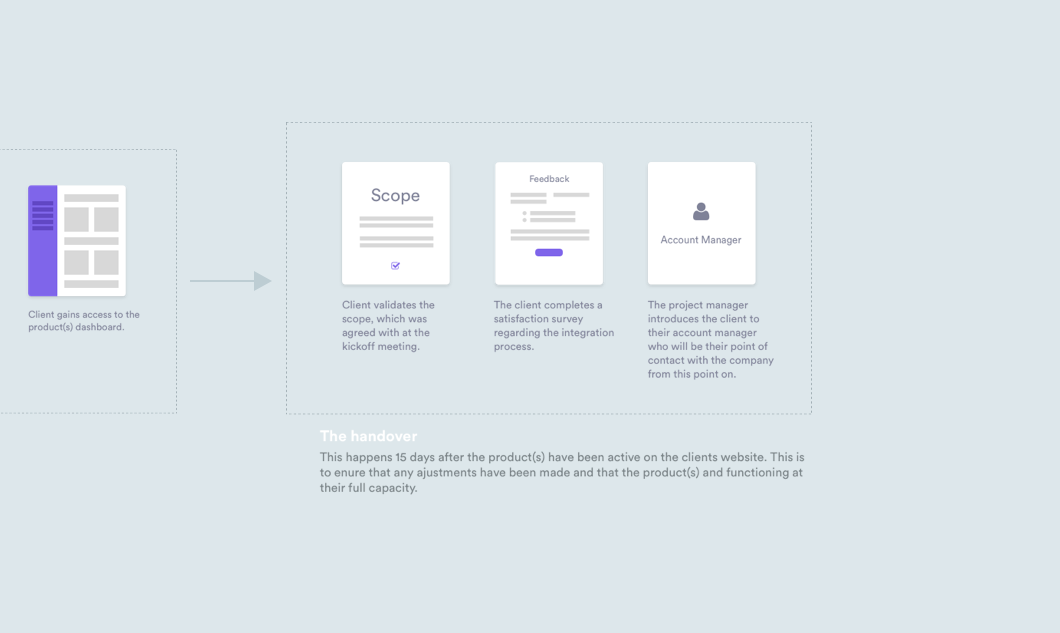 Client gains access to the
product(s) dashboard.
Scope
Client validates the
scope, which was
agreed with at the
kickoff meeting.
Feedback
The client completes a
satisfaction survey
regarding the integration
process.
Account Manager
The project manager
introduces the client to
their account manager
who will be their point of
contact with the company
from this point on.
The handover
This happens 15 days after the product(s) have been active on the clients website. This is
to enure that any ajustments have been made and that the product(s) and functioning at
their full capacity.